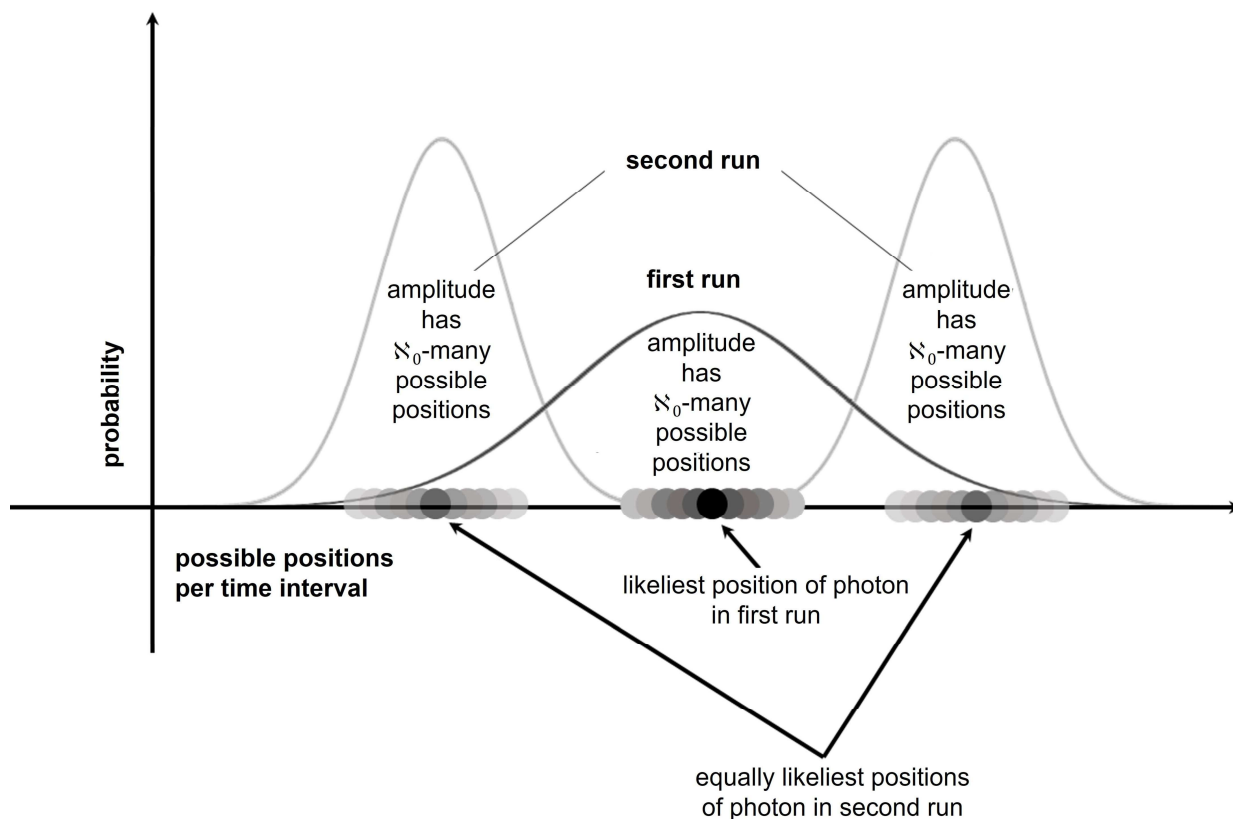 second run
first run
amplitude
has
ℵ₀-many
possible
positions
amplitude
has
ℵ₀-many
possible
positions
amplitude
has
ℵ₀-many
possible
positions
probability
possible positions
per time interval
likeliest position of photon
in first run
equally likeliest positions
of photon in second run